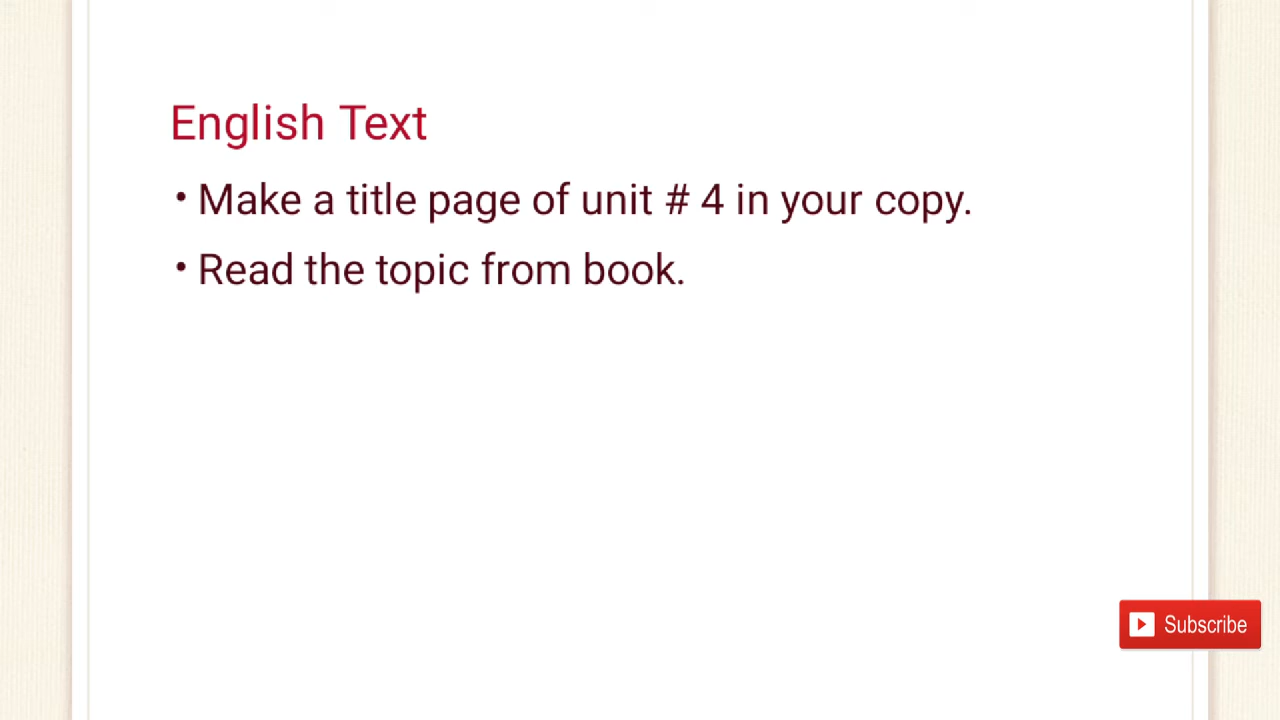 English Text
• Make a title page of unit # 4 in your copy.
• Read the topic from book.
Subscribe